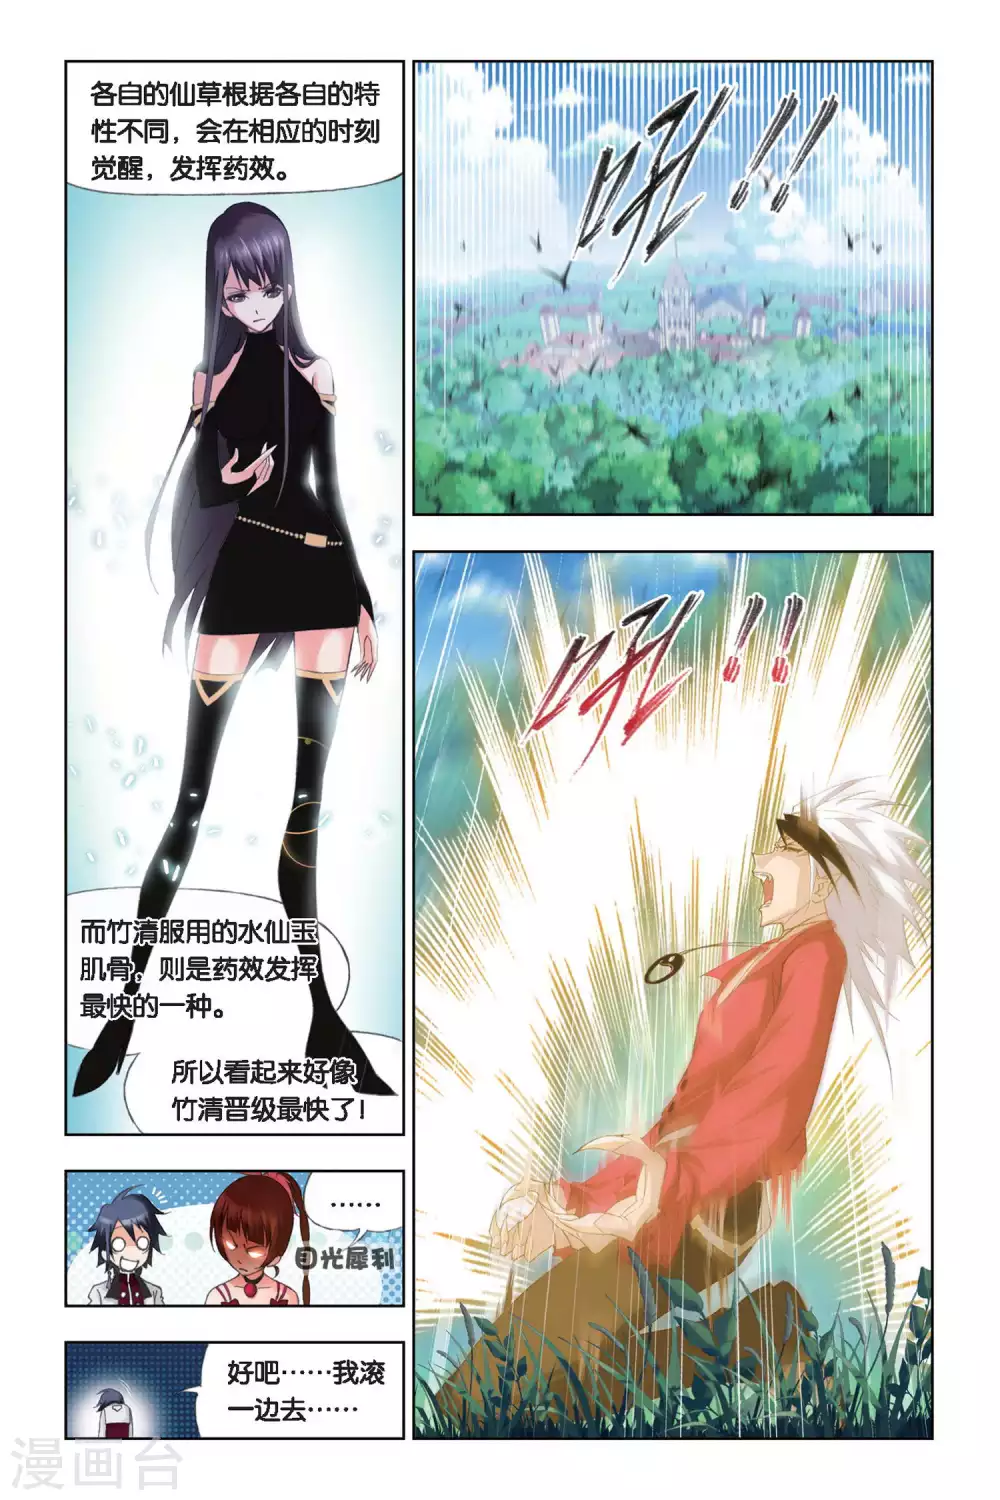 各自的仙草根据各自的特
性不同，会在相应的时刻
觉醒，发挥药效。
而竹清服用的水仙玉
肌骨，则是药效发挥
最快的一种。
所以看起来好像
竹清晋级最快了！
……
目光犀利
好吧……我滚
一边去……
吼!!
吼!!
漫画台